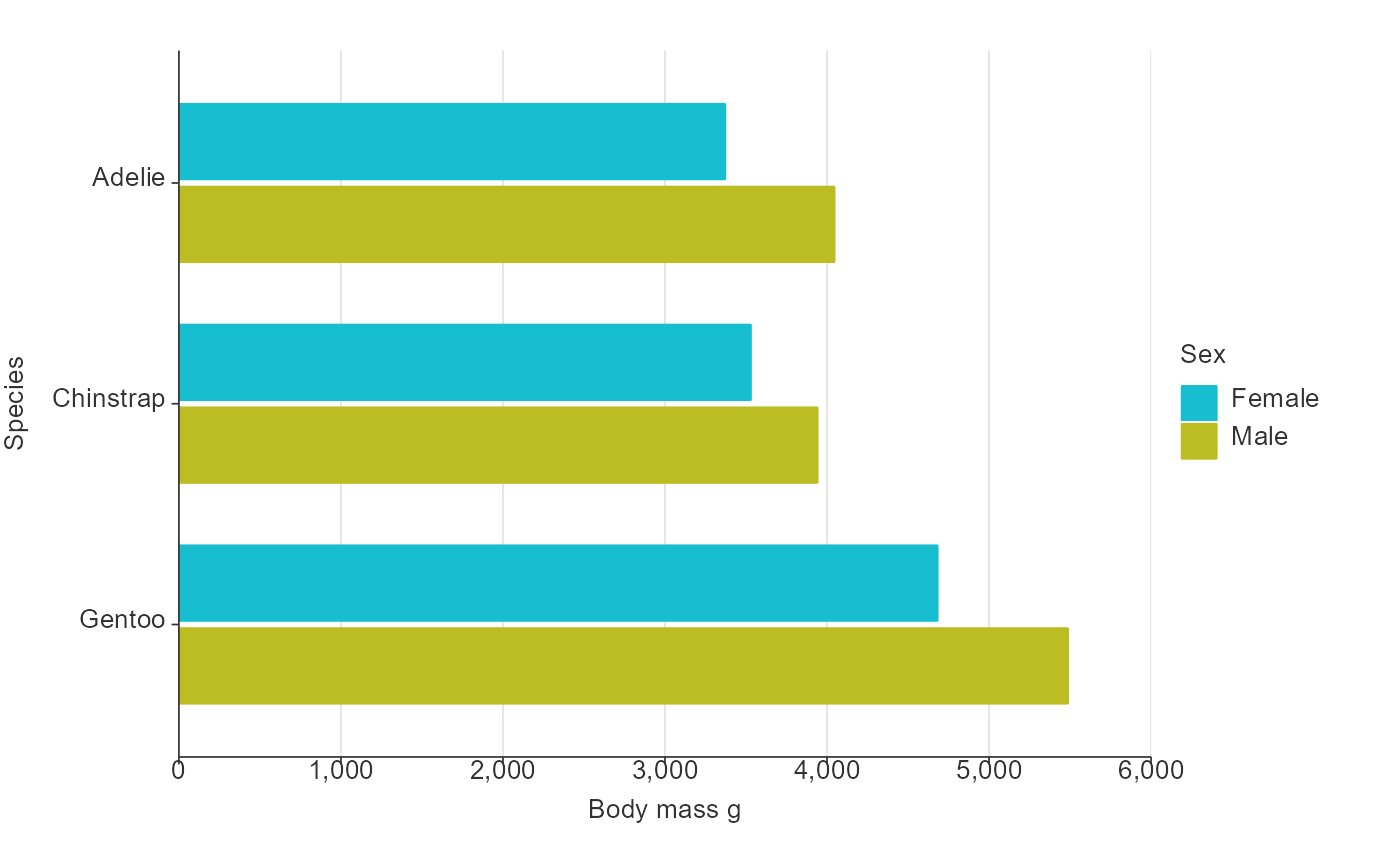 Species
Adelie
Chinstrap
Gentoo
0 1,000 2,000 3,000 4,000 5,000 6,000
Body mass g
Sex
Female
Male